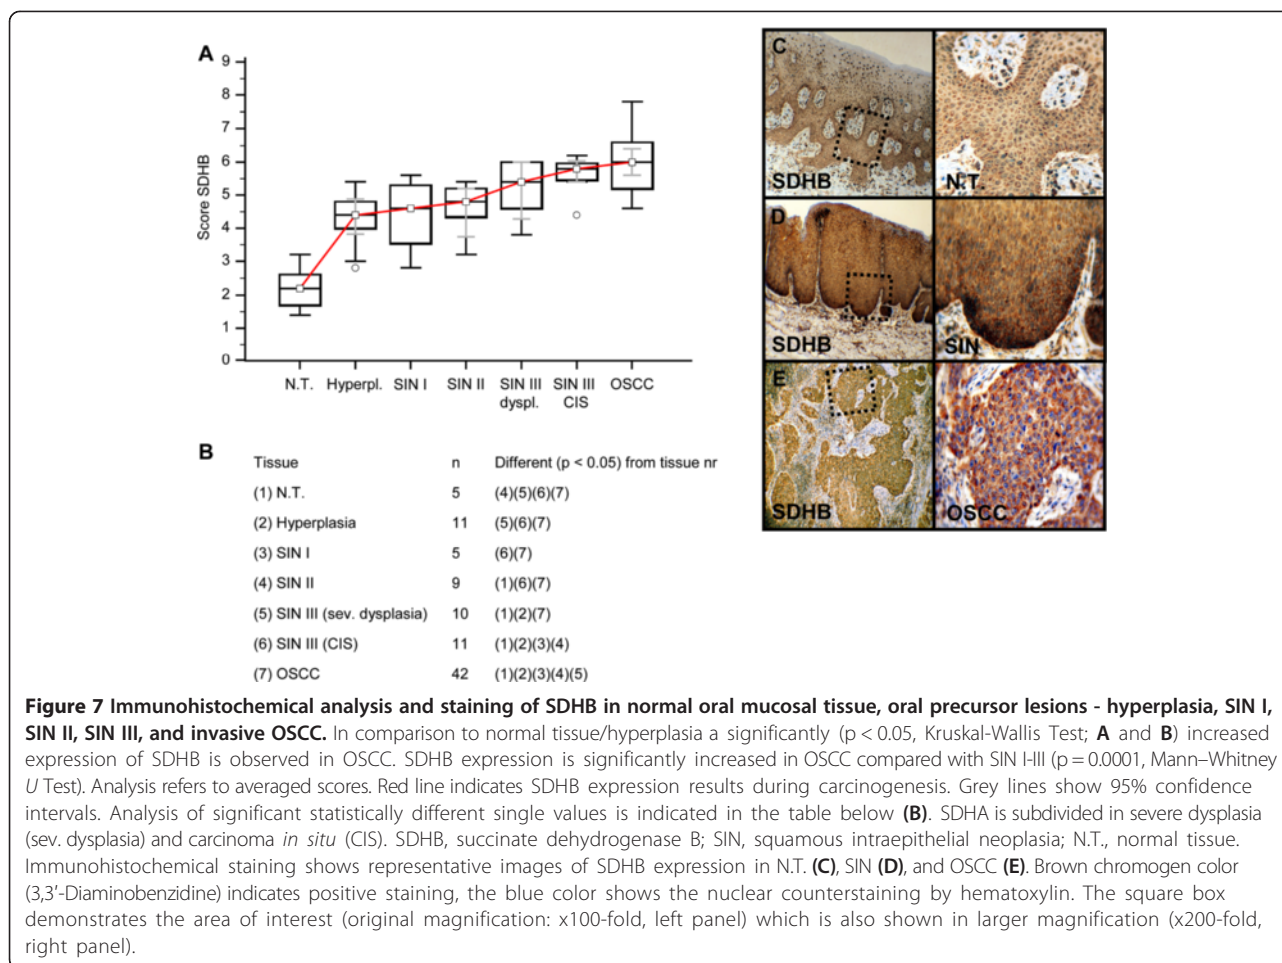 A
9
8
7
6
5
4
3
2
1
0
Score SDHB
N.T.
Hyperpl.
SIN I
SIN II
SIN III
dyspl.
SIN III
CIS
OSCC
B
Tissue n Different (p < 0.05) from tissue nr
(1) N.T. 5 (4)(5)(6)(7)
(2) Hyperplasia 11 (5)(6)(7)
(3) SIN I 5 (6)(7)
(4) SIN II 9 (1)(6)(7)
(5) SIN III (sev. dysplasia) 10 (1)(2)(7)
(6) SIN III (CIS) 11 (1)(2)(3)(4)
(7) OSCC 42 (1)(2)(3)(4)(5)
C
SDHB
N.T.
D
SDHB
SIN
E
SDHB
OSCC
Figure 7 Immunohistochemical analysis and staining of SDHB in normal oral mucosal tissue, oral precursor lesions - hyperplasia, SIN I,
SIN II, SIN III, and invasive OSCC. In comparison to normal tissue/hyperplasia a significantly (p < 0.05, Kruskal-Wallis Test; A and B) increased
expression of SDHB is observed in OSCC. SDHB expression is significantly increased in OSCC compared with SIN I-III (p = 0.0001, Mann–Whitney
U Test). Analysis refers to averaged scores. Red line indicates SDHB expression results during carcinogenesis. Grey lines show 95% confidence
intervals. Analysis of significant statistically different single values is indicated in the table below (B). SDHA is subdivided in severe dysplasia
(sev. dysplasia) and carcinoma in situ (CIS). SDHB, succinate dehydrogenase B; SIN, squamous intraepithelial neoplasia; N.T., normal tissue.
Immunohistochemical staining shows representative images of SDHB expression in N.T. (C), SIN (D), and OSCC (E). Brown chromogen color
(3,3′-Diaminobenzidine) indicates positive staining, the blue color shows the nuclear counterstaining by hematoxylin. The square box
demonstrates the area of interest (original magnification: x100-fold, left panel) which is also shown in larger magnification (x200-fold,
right panel).